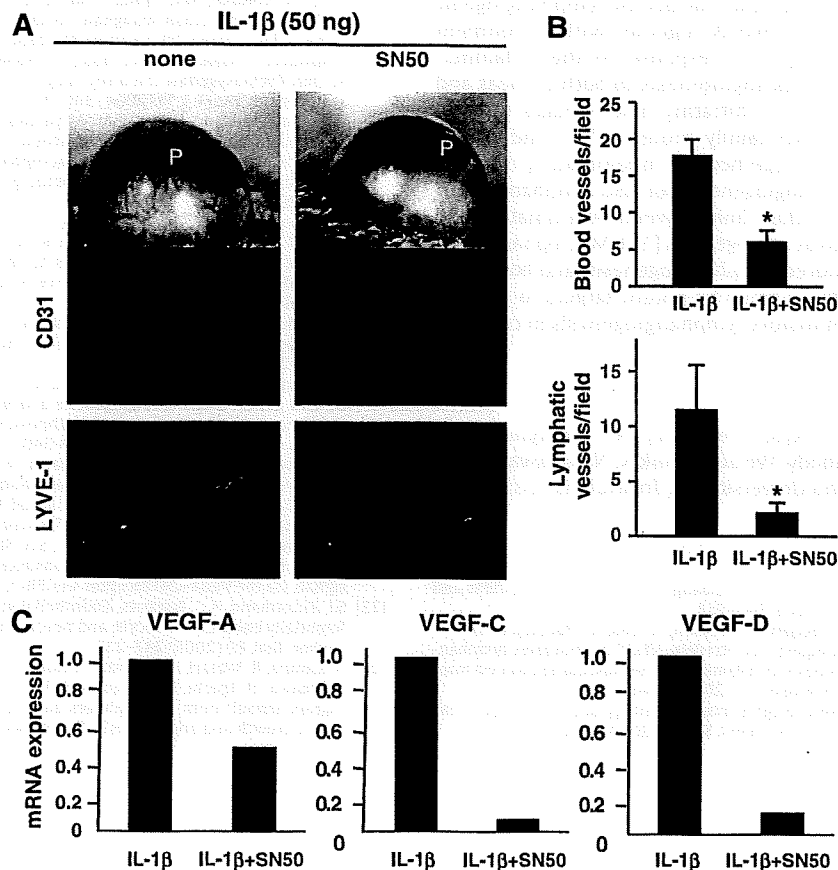 A
IL-1β (50 ng)
none
SN50
P
P
CD31
LYVE-1
B
Blood vessels/field
25
20
15
10
5
0
IL-1β
IL-1β+SN50
*
Lymphatic
vessels/field
15
10
5
0
IL-1β
IL-1β+SN50
*
C
VEGF-A
mRNA expression
1.0
0.8
0.6
0.4
0.2
0
IL-1β
IL-1β+SN50
VEGF-C
1.0
0.8
0.6
0.4
0.2
0
IL-1β
IL-1β+SN50
VEGF-D
1.0
0.8
0.6
0.4
0.2
0
IL-1β
IL-1β+SN50